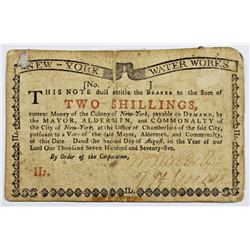 NEW-YORK WATER WORKS
[No. ]
THIS NOTE shall entitle the BEARER to the Sum of
TWO SHILLINGS,
current Money of the Colony of New-York, payable on DEMAND, by
the MAYOR, ALDERMEN, and COMMONALTY of
the City of New-York, at the Office of Chamberlain of the said City,
pursuant to a Vote of the said Mayor, Aldermen, and Commonalty, of
this Date. Dated the Second Day of August, in the Year of our
Lord One Thousand Seven Hundred and Seventy-five.
By Order of the Corporation,
IIs.